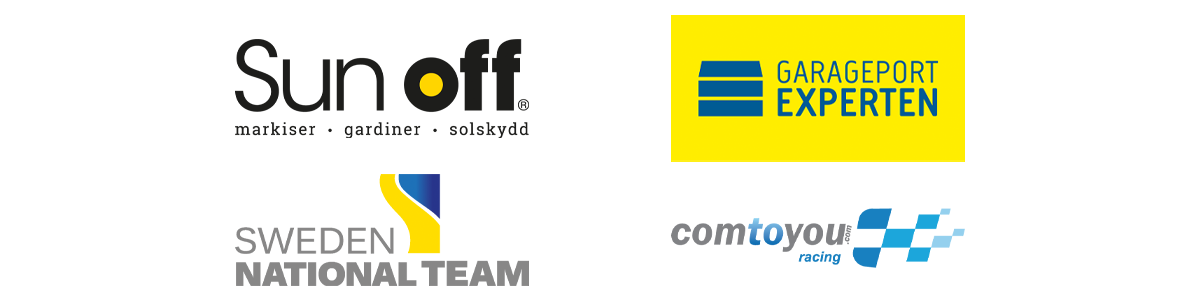 Sun off®
markiser • gardiner • solskydd
GARAGEPORT
EXPERTEN
SWEDEN
NATIONAL TEAM
comtoyou.com
racing